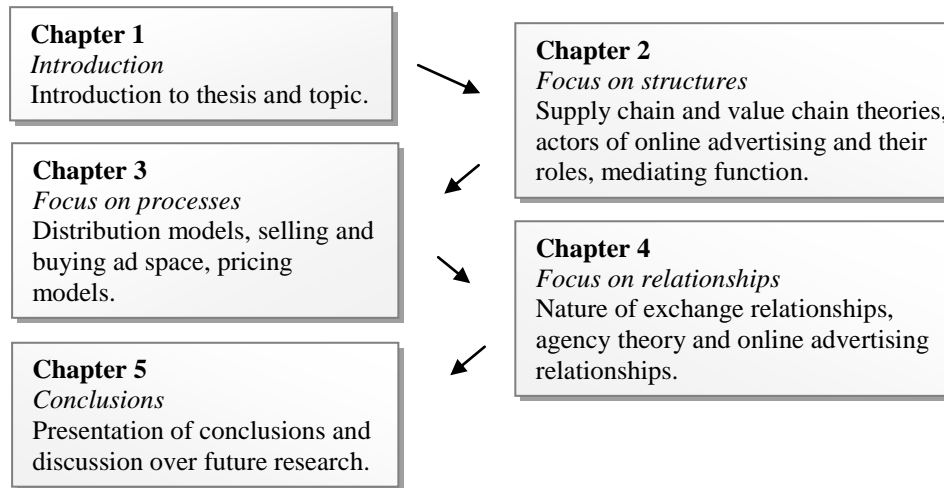 Chapter 1
Introduction
Introduction to thesis and topic.
Chapter 2
Focus on structures
Supply chain and value chain theories,
actors of online advertising and their
roles, mediating function.
Chapter 3
Focus on processes
Distribution models, selling and
buying ad space, pricing
models.
Chapter 4
Focus on relationships
Nature of exchange relationships,
agency theory and online advertising
relationships.
Chapter 5
Conclusions
Presentation of conclusions and
discussion over future research.